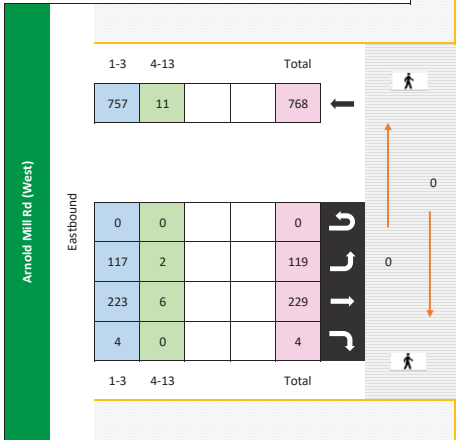 Arnold Mill Rd (West)
Eastbound
1-3 4-13 Total
757 11 768
0
0 0 0
117 2 119 0
223 6 229
4 0 4
1-3 4-13 Total